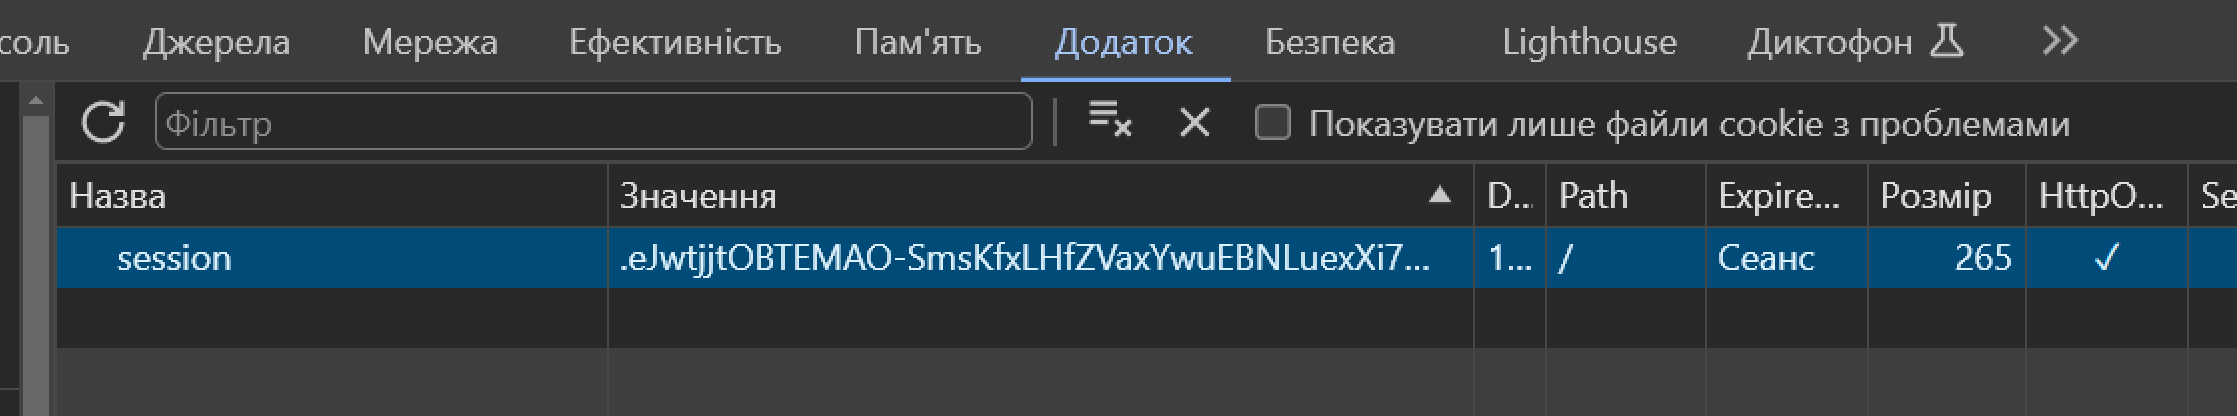 соль Джерела Мережа Ефективність Пам'ять Додаток Безпека Lighthouse Диктофон
Фільтр Показувати лише файли cookie з проблемами
Назва Значення D... Path Expire... Розмір HttpO... Se
session .eJwtjjtOBTEMAO-SmsKfxLHfZVaxYwuEBNLuexXi7... 1... / Сеанс 265 ✓